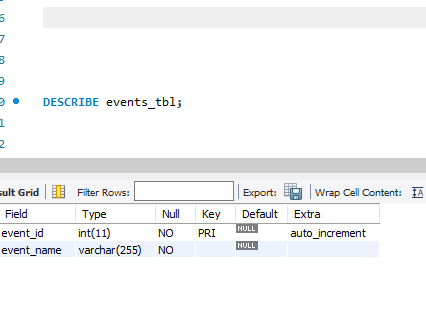 6
7
8
9
0 DESCRIBE events_tbl;
1
2
sult Grid Filter Rows: Export: Wrap Cell Content: IA
Field Type Null Key Default Extra
event_id int(11) NO PRI NULL auto_increment
event_name varchar(255) NO NULL